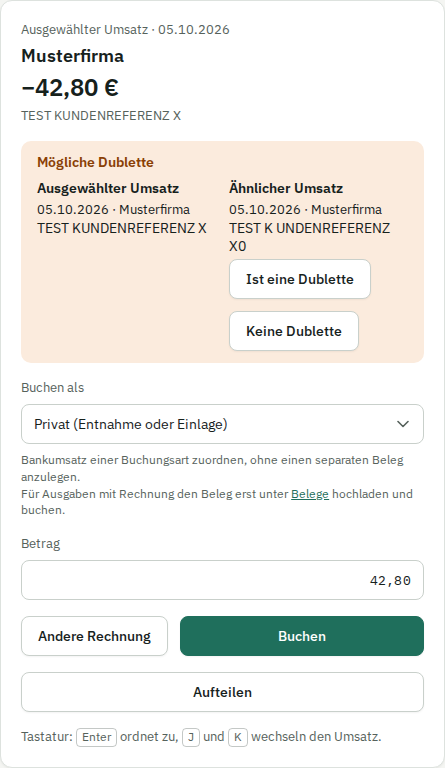 Ausgewählter Umsatz · 05.10.2026
Musterfirma
−42,80 €
TEST KUNDENREFERENZ X
Mögliche Dublette
Ausgewählter Umsatz
05.10.2026 · Musterfirma
TEST KUNDENREFERENZ X
Ähnlicher Umsatz
05.10.2026 · Musterfirma
TEST K UNDENREFERENZ
X0
Ist eine Dublette
Keine Dublette
Buchen als
Privat (Entnahme oder Einlage)
Bankumsatz einer Buchungsart zuordnen, ohne einen separaten Beleg
anzulegen.
Für Ausgaben mit Rechnung den Beleg erst unter Belege hochladen und
buchen.
Betrag
42,80
Andere Rechnung
Buchen
Aufteilen
Tastatur: Enter ordnet zu, J und K wechseln den Umsatz.